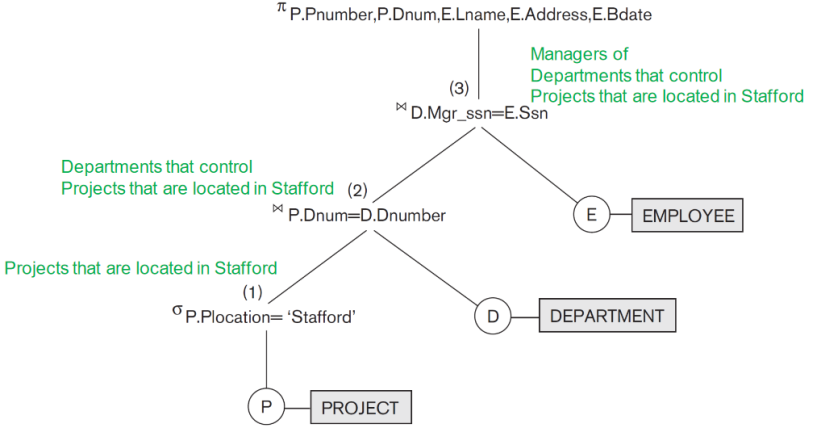 π P.Pnumber,P.Dnum,E.Lname,E.Address,E.Bdate
Managers of
Departments that control
Projects that are located in Stafford
(3)
⋈ D.Mgr_ssn=E.Ssn
Departments that control
Projects that are located in Stafford
(2)
⋈ P.Dnum=D.Dnumber
E
EMPLOYEE
Projects that are located in Stafford
(1)
σ P.Plocation= ‘Stafford’
D
DEPARTMENT
P
PROJECT